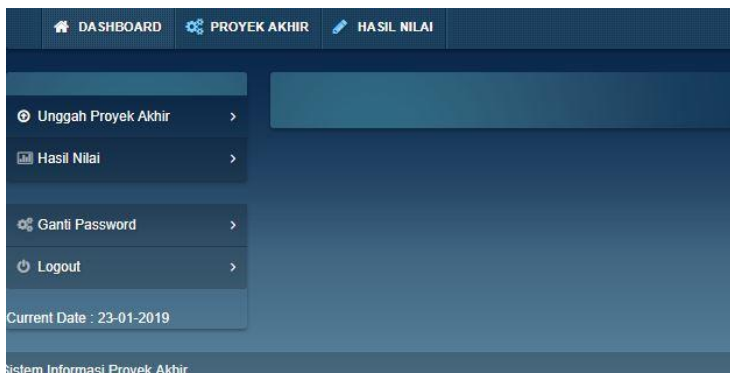 DASHBOARD PROYEK AKHIR HASIL NILAI
Unggah Proyek Akhir
Hasil Nilai
Ganti Password
Logout
Current Date : 23-01-2019
Sistem Informasi Proyek Akhir